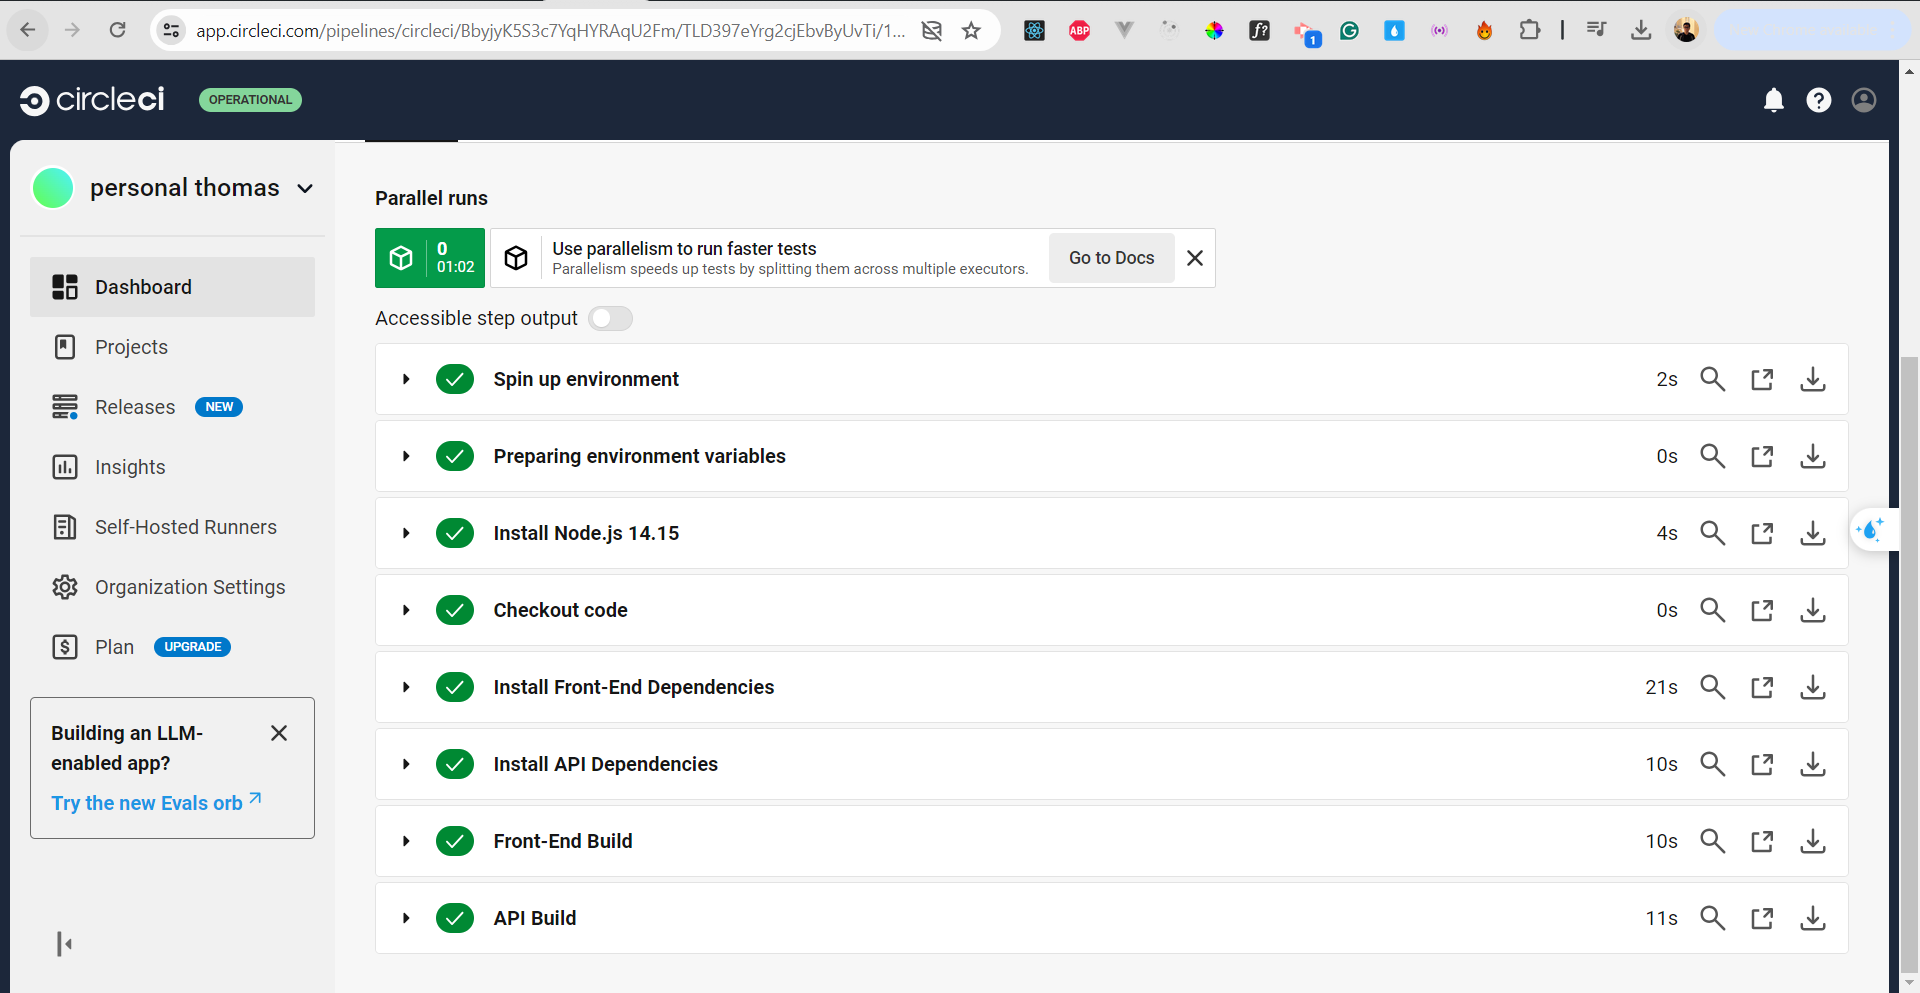 app.circleci.com/pipelines/circleci/BbyjyK5S3c7YqHYRAqU2Fm/TLD397eYrg2cjEbvByUvTi/1...
ABP
f?
1
circleci
OPERATIONAL
personal thomas
Dashboard
Projects
Releases NEW
Insights
Self-Hosted Runners
Organization Settings
Plan UPGRADE
Building an LLM-
enabled app?
Try the new Evals orb
Parallel runs
0
01:02
Use parallelism to run faster tests
Parallelism speeds up tests by splitting them across multiple executors.
Go to Docs
Accessible step output
Spin up environment 2s
Preparing environment variables 0s
Install Node.js 14.15 4s
Checkout code 0s
Install Front-End Dependencies 21s
Install API Dependencies 10s
Front-End Build 10s
API Build 11s